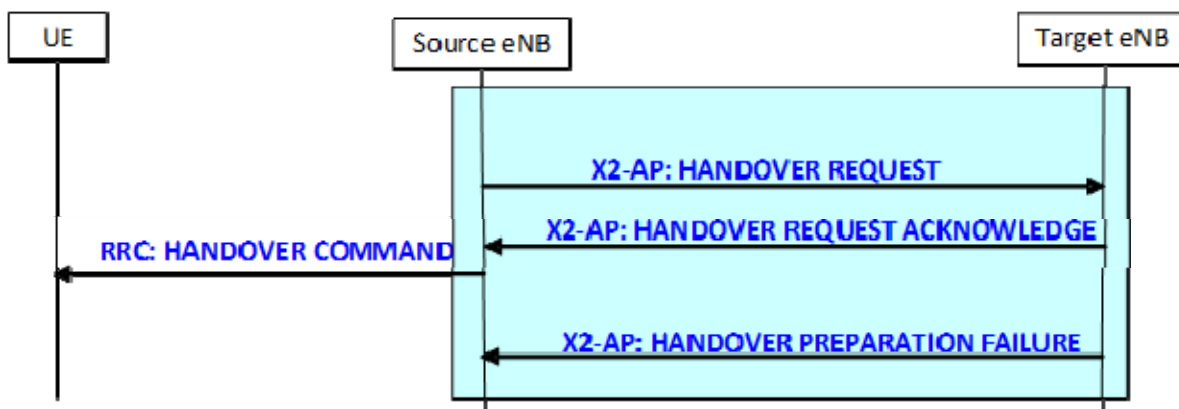 UE
Source eNB
Target eNB
X2-AP: HANDOVER REQUEST
X2-AP: HANDOVER REQUEST ACKNOWLEDGE
RRC: HANDOVER COMMAND
X2-AP: HANDOVER PREPARATION FAILURE